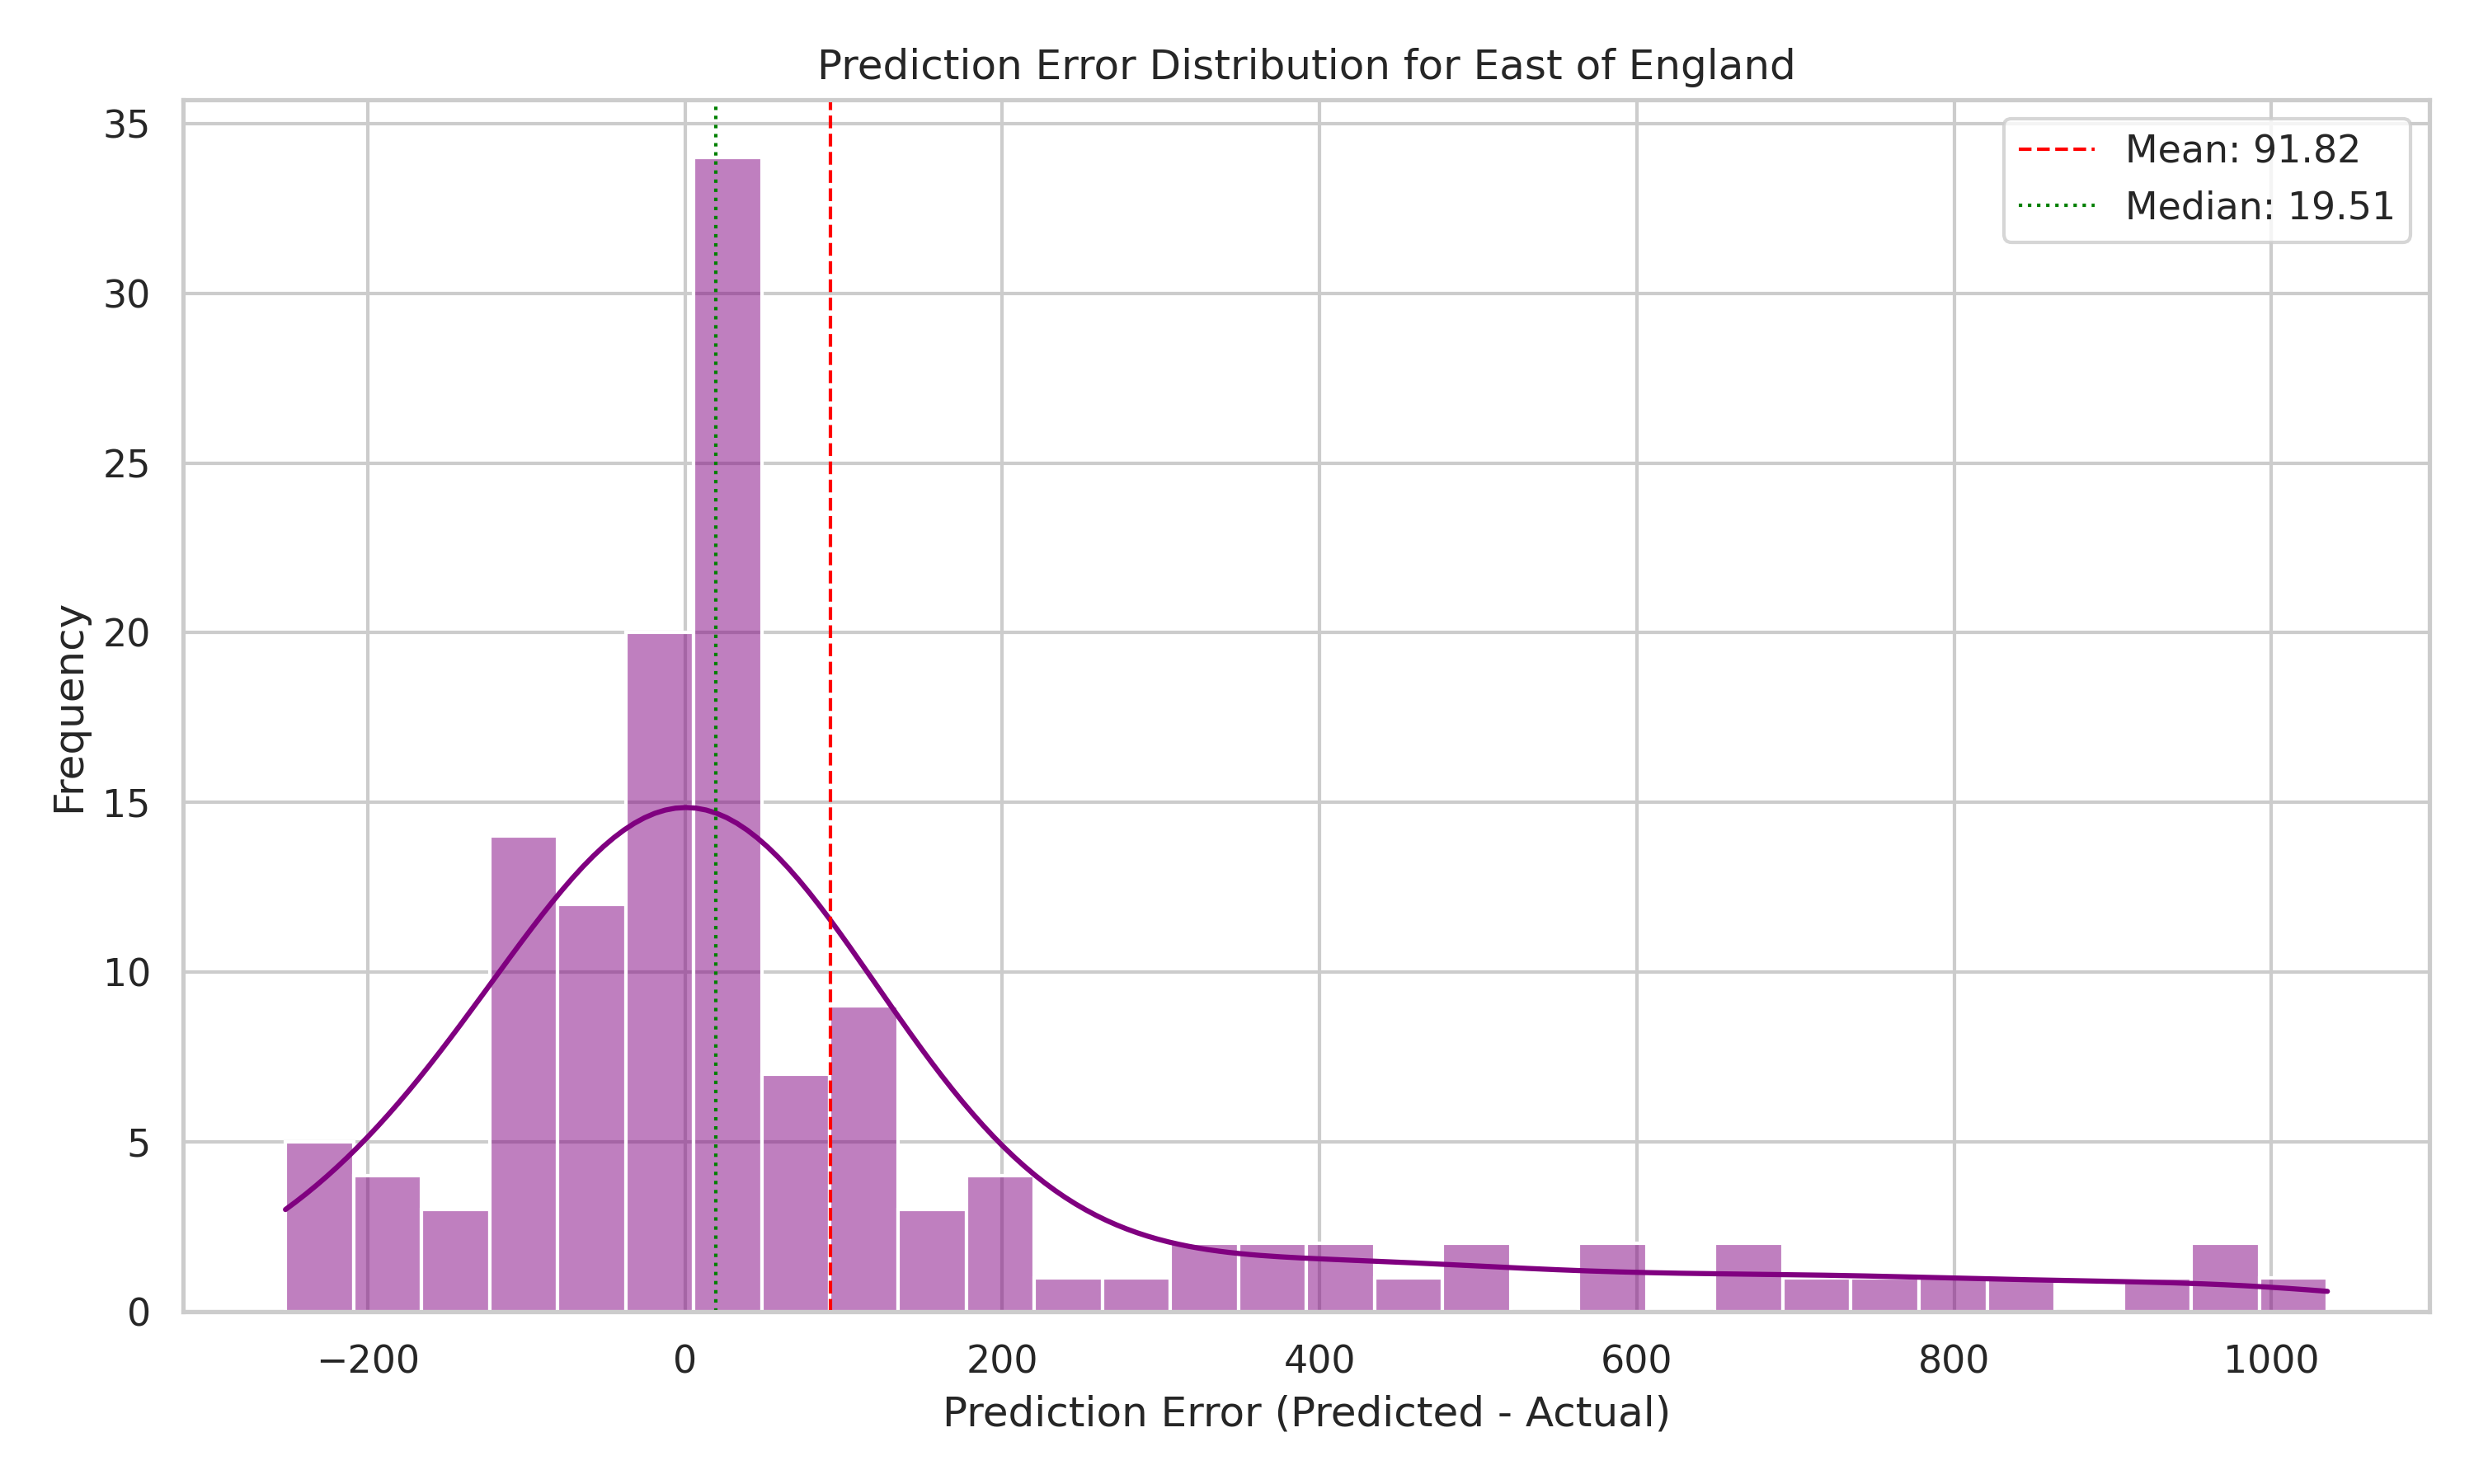 Prediction Error Distribution for East of England
Mean: 91.82
Median: 19.51
35
30
25
20
15
10
5
0
Frequency
−200 0 200 400 600 800 1000
Prediction Error (Predicted - Actual)